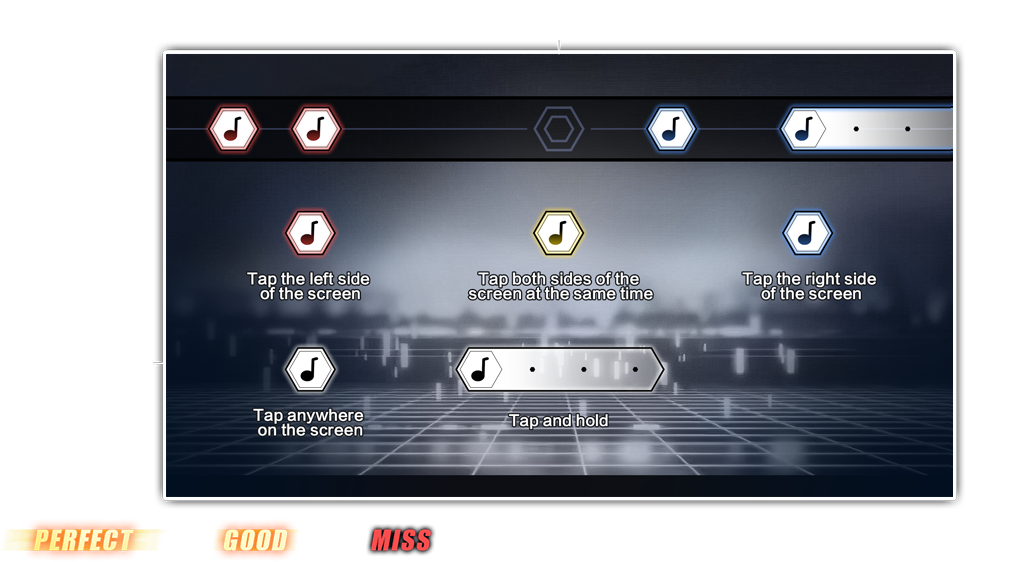 Tap the left side
of the screen
Tap both sides of the
screen at the same time
Tap the right side
of the screen
Tap anywhere
on the screen
Tap and hold
PERFECT
GOOD
MISS